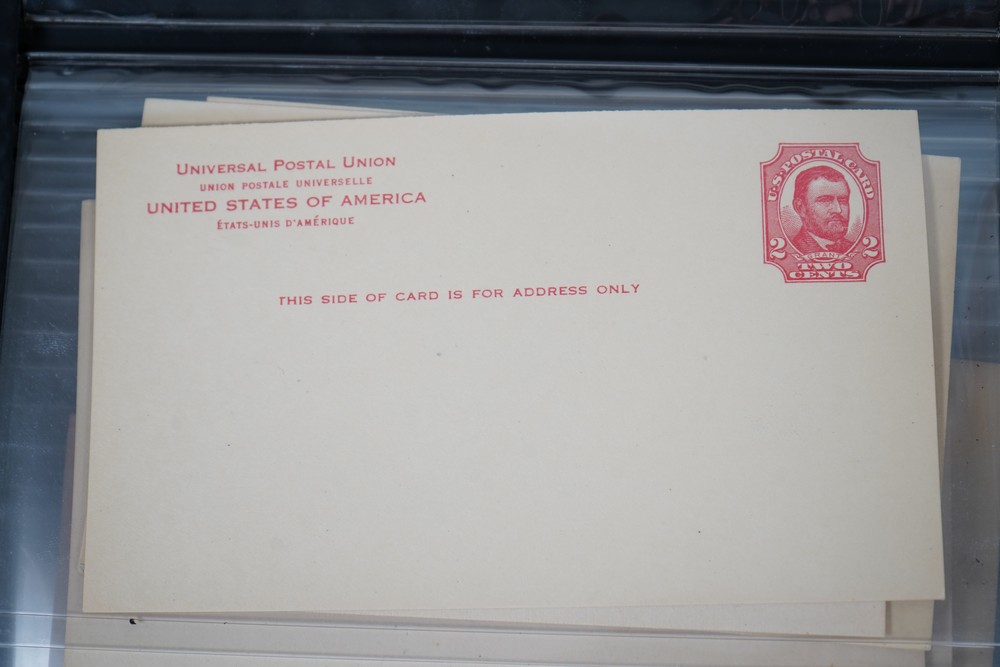 UNIVERSAL POSTAL UNION
UNION POSTALE UNIVERSELLE
UNITED STATES OF AMERICA
ÉTATS-UNIS D'AMÉRIQUE
THIS SIDE OF CARD IS FOR ADDRESS ONLY
U.S. POSTAL CARD
GRANT
2 2
TWO
CENTS